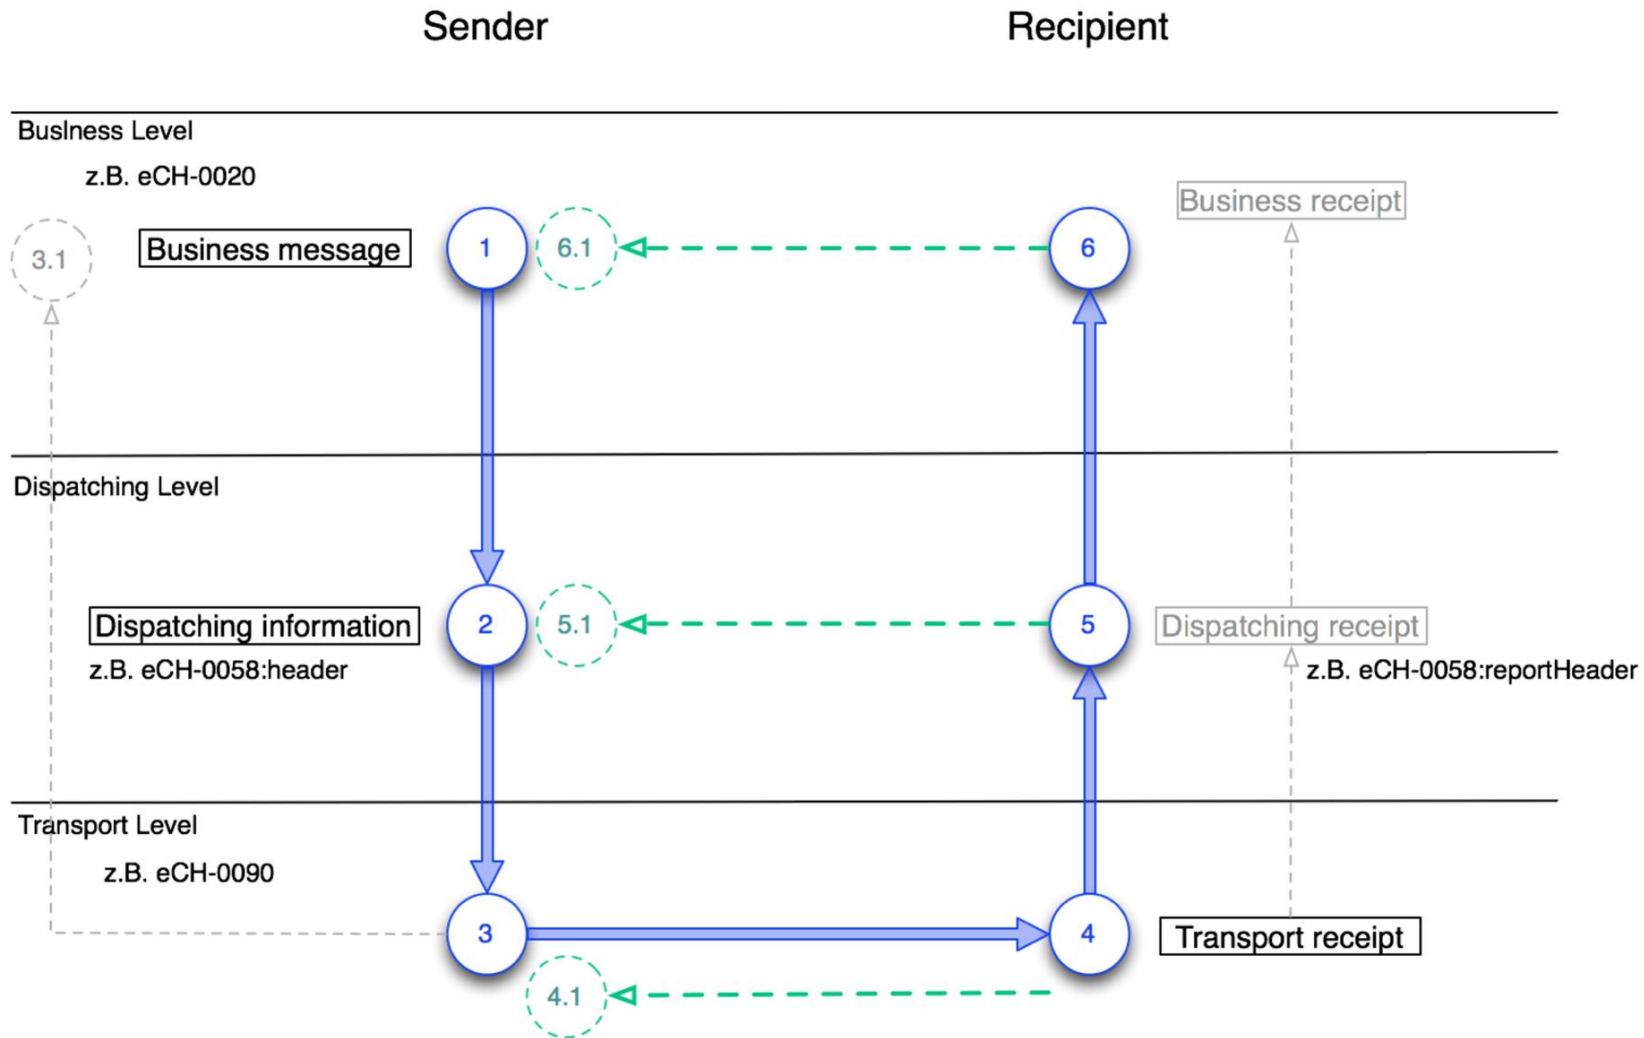 Sender Recipient
BusIness Level
z.B. eCH-0020
Business receipt
3.1 Business message 1 6.1 6
Dispatching Level
Dispatching information 2 5.1 5 Dispatching receipt
z.B. eCH-0058:header z.B. eCH-0058:reportHeader
Transport Level
z.B. eCH-0090
3 4 Transport receipt
4.1